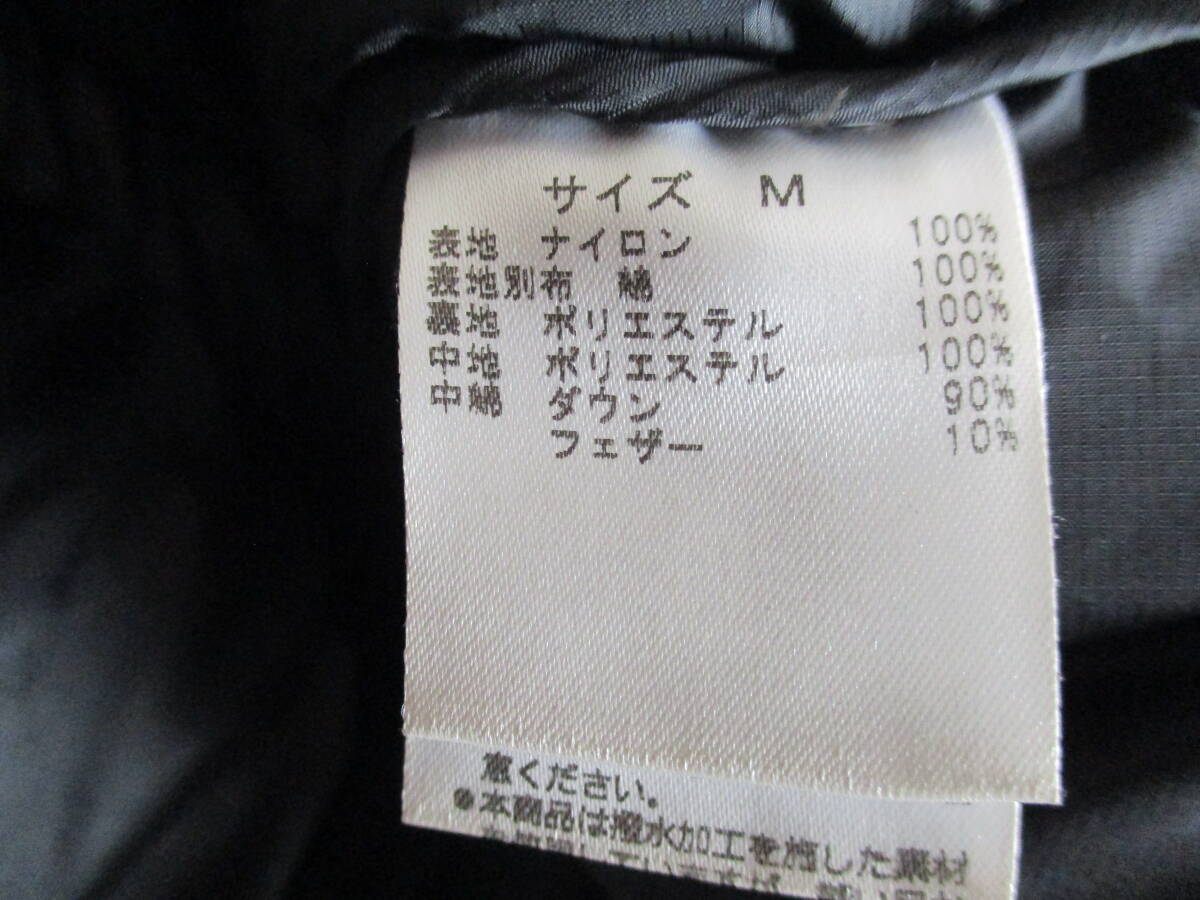 サイズ M
表地 ナイロン 100%
表地別布 綿 100%
裏地 ポリエステル 100%
中地 ポリエステル 100%
中綿 ダウン 90%
フェザー 10%
意ください。
●本商品は撥水加工を施した素材